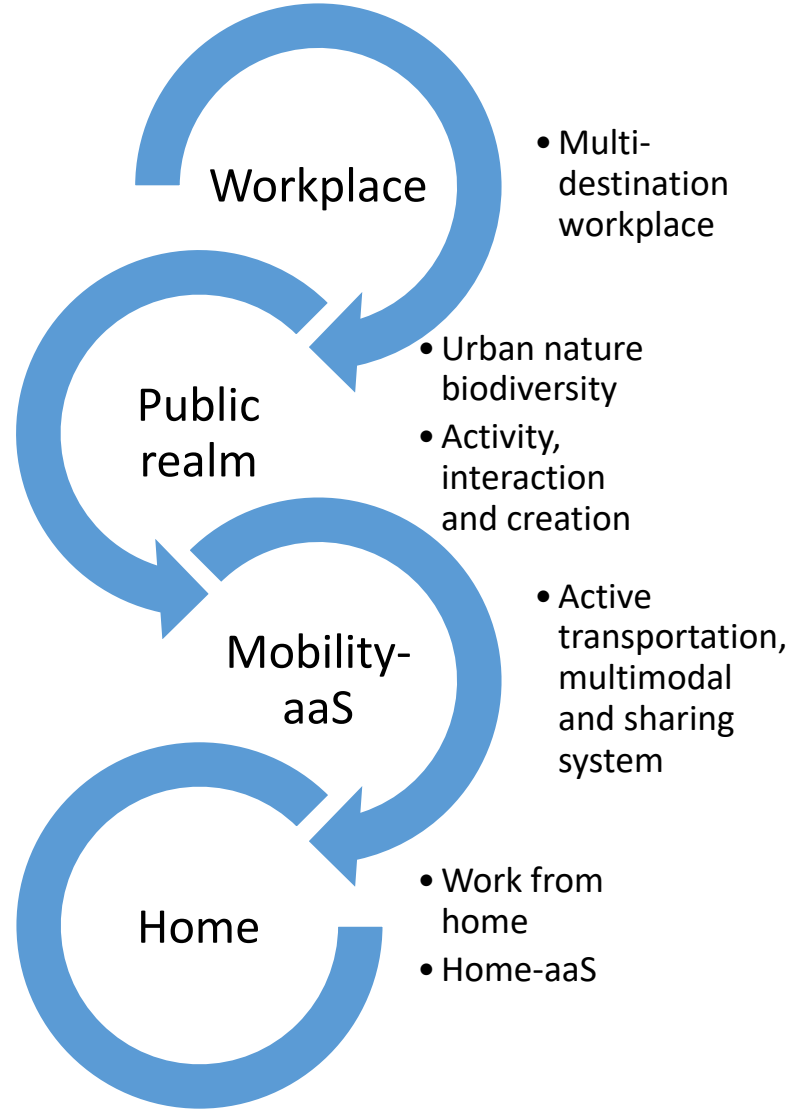 Workplace
• Multi-
destination
workplace
Public
realm
• Urban nature
biodiversity
• Activity,
interaction
and creation
Mobility-
aaS
• Active
transportation,
multimodal
and sharing
system
Home
• Work from
home
• Home-aaS